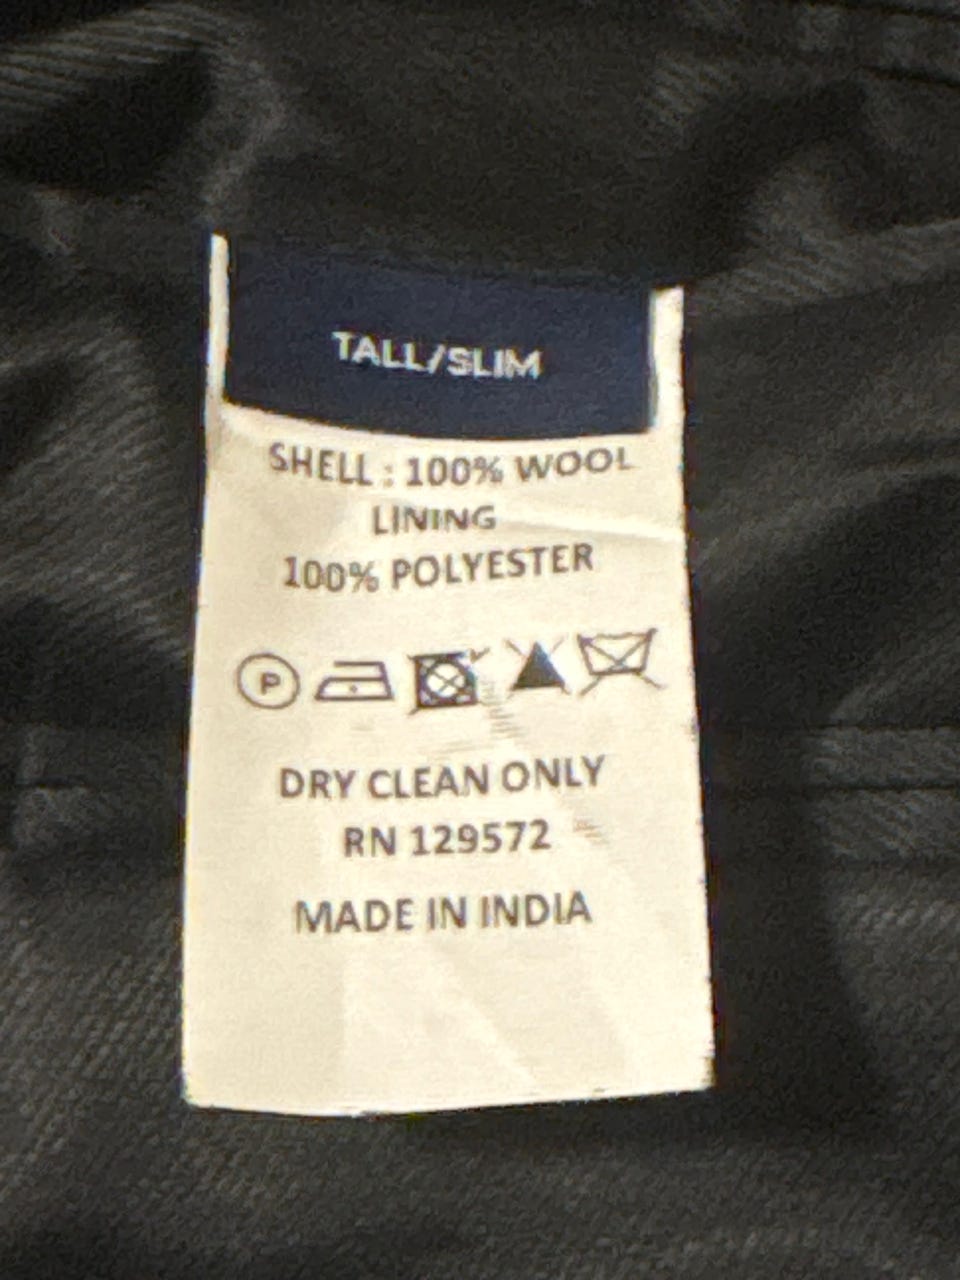 TALL/SLIM
SHELL : 100% WOOL
LINING
100% POLYESTER
P
DRY CLEAN ONLY
RN 129572
MADE IN INDIA